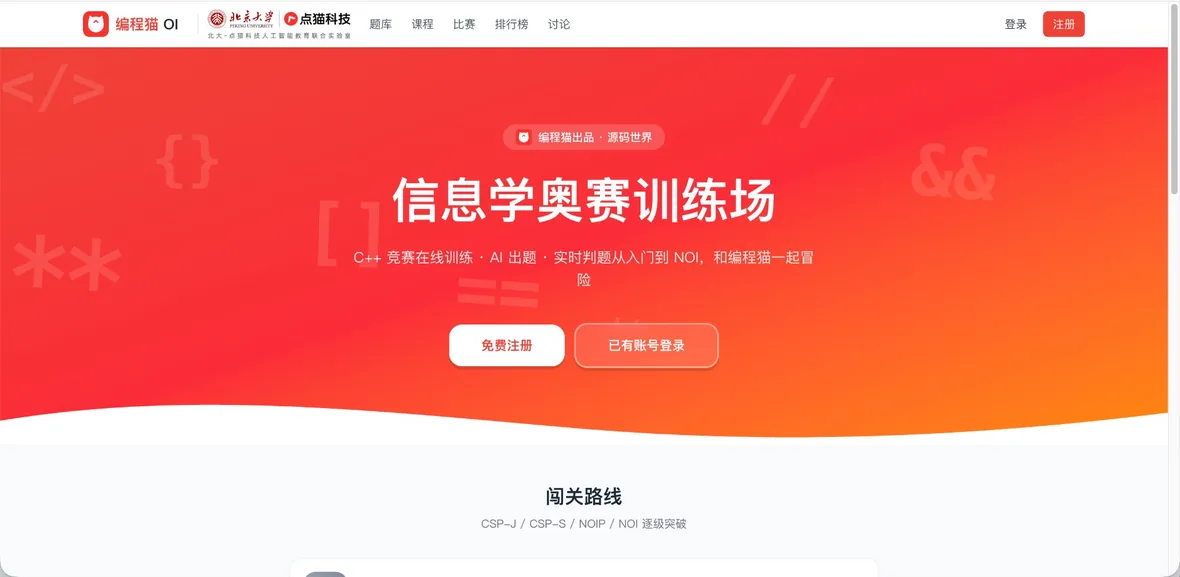 编程猫 OI
北京大学
PEKING UNIVERSITY
点猫科技
北大-点猫科技人工智能教育联合实验室
题库
课程
比赛
排行榜
讨论
登录
注册
</>
{}
[ ]
**
==
//
&&
编程猫出品 · 源码世界
信息学奥赛训练场
C++ 竞赛在线训练 · AI 出题 · 实时判题从入门到 NOI，和编程猫一起冒
险
免费注册
已有账号登录
闯关路线
CSP-J / CSP-S / NOIP / NOI 逐级突破